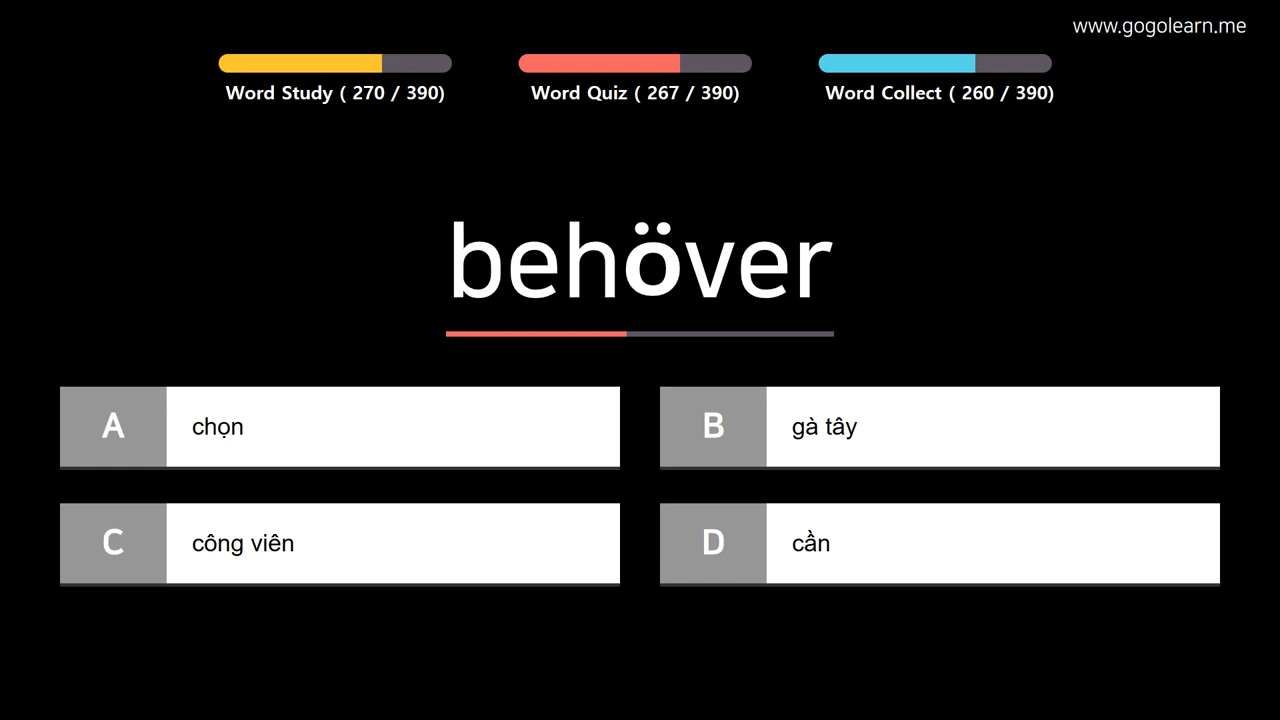 www.gogolearn.me
Word Study ( 270 / 390)
Word Quiz ( 267 / 390)
Word Collect ( 260 / 390)
behöver
A chọn
B gà tây
C công viên
D cần